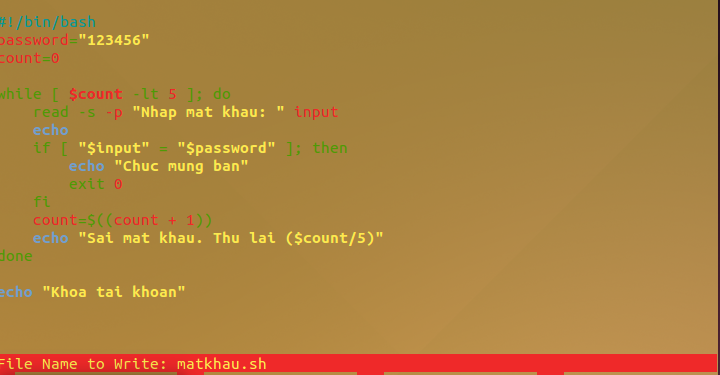 #!/bin/bash
password="123456"
count=0
while [ $count -lt 5 ]; do
read -s -p "Nhap mat khau: " input
echo
if [ "$input" = "$password" ]; then
echo "Chuc mung ban"
exit 0
fi
count=$((count + 1))
echo "Sai mat khau. Thu lai ($count/5)"
done
echo "Khoa tai khoan"
File Name to Write: matkhau.sh